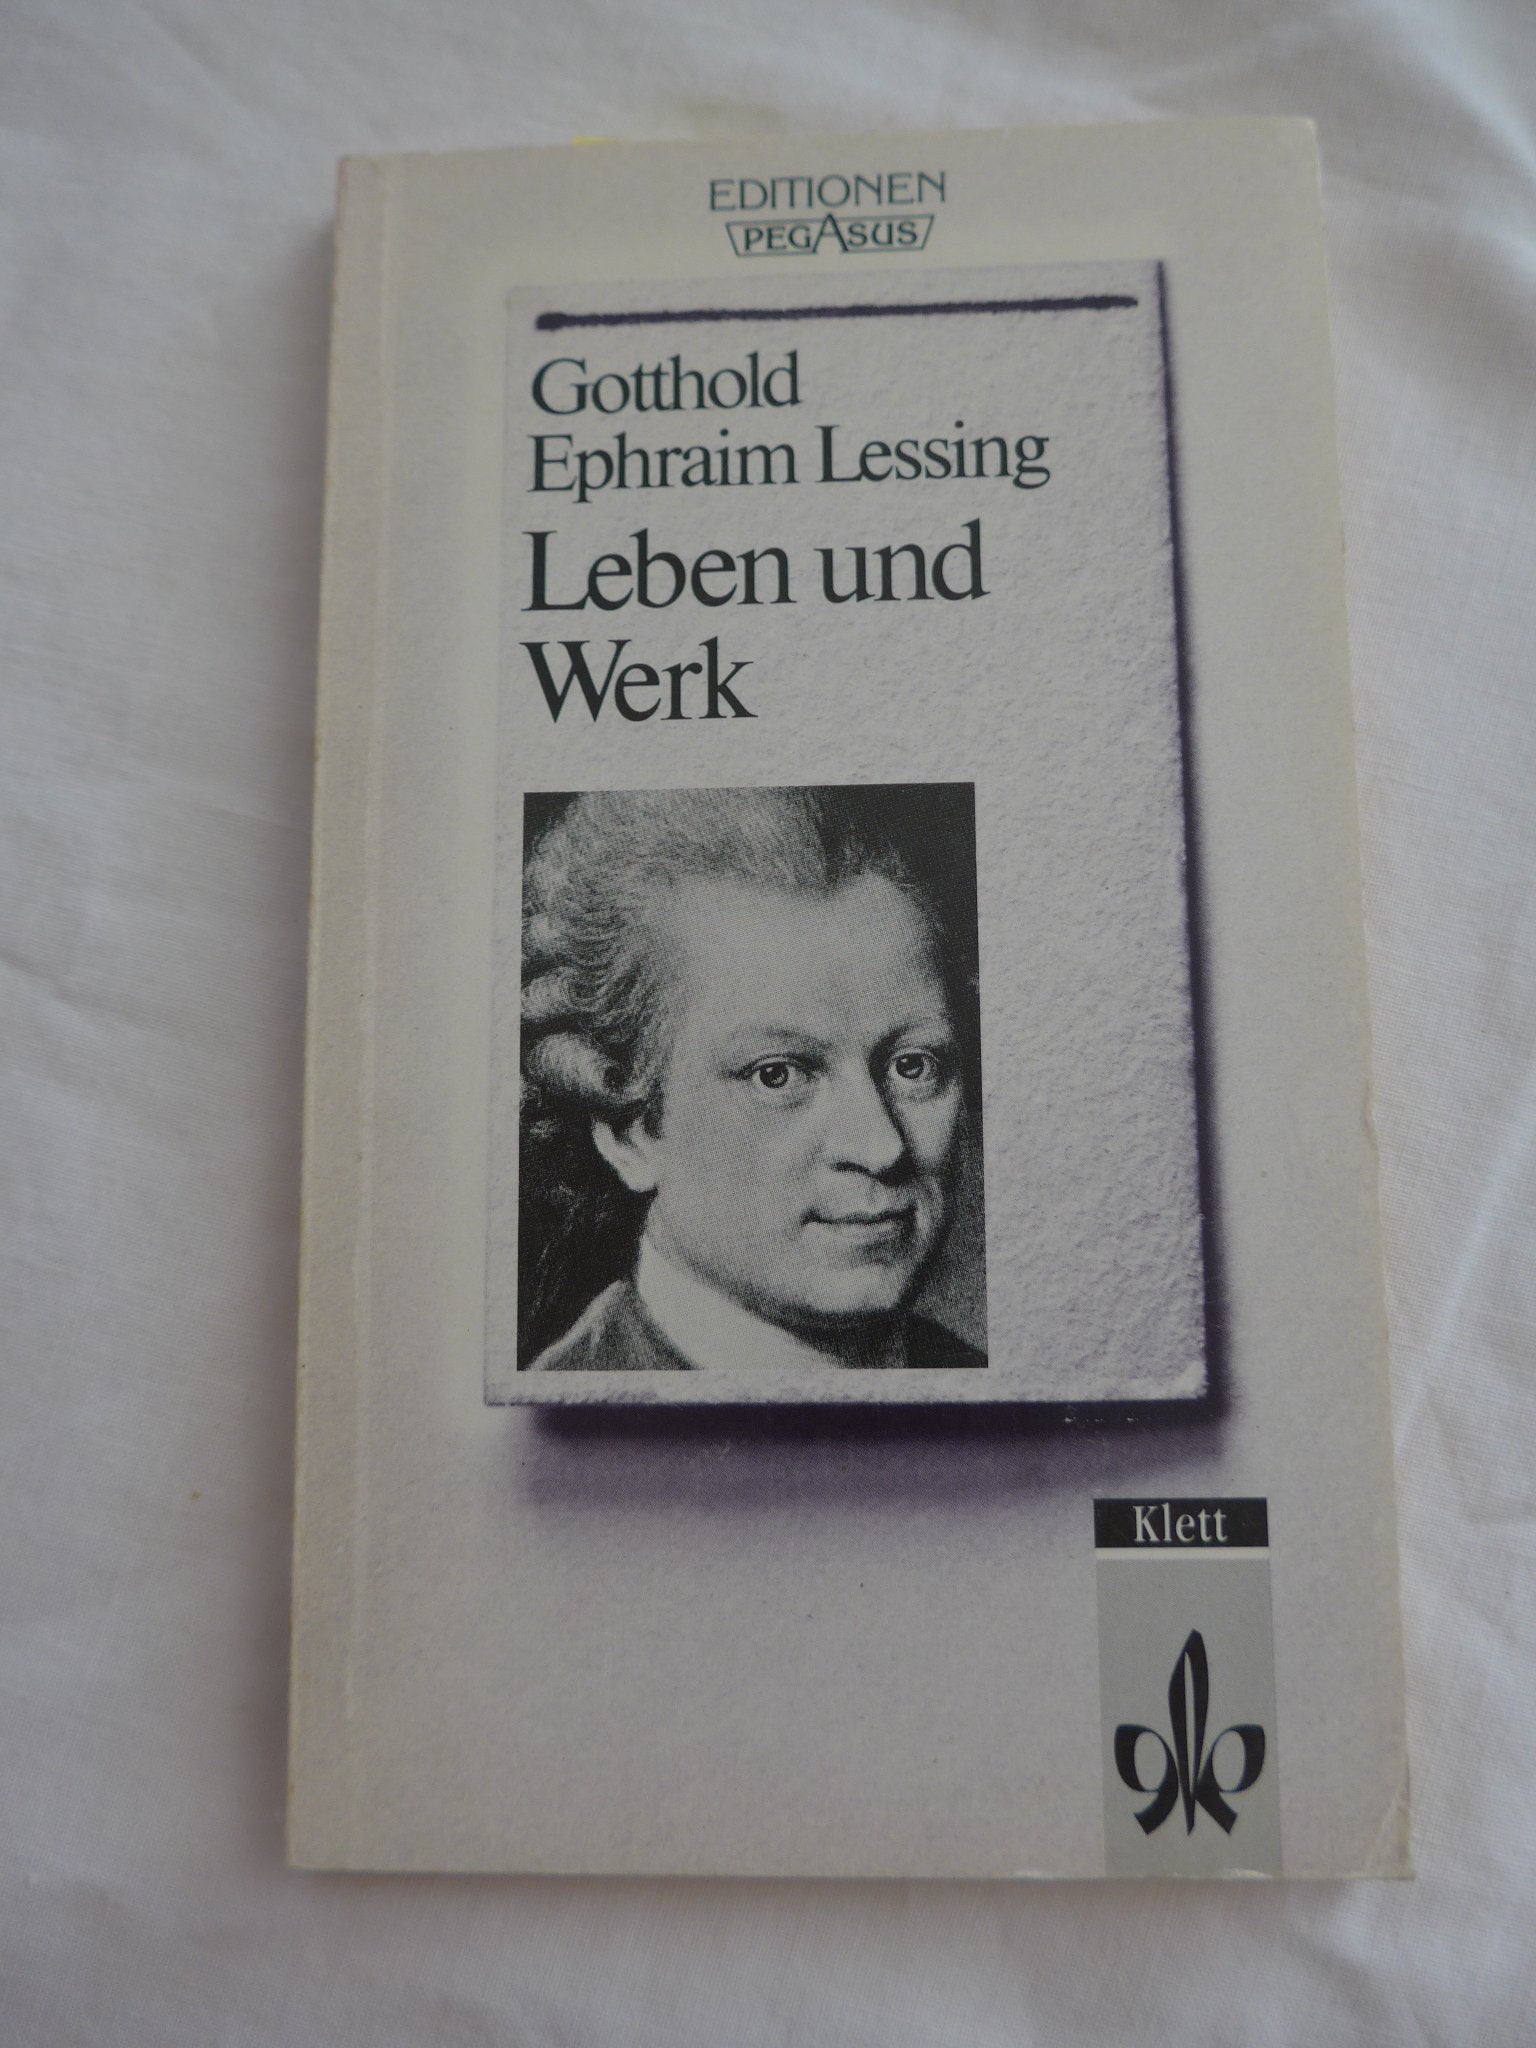 EDITIONEN
PEGASUS
Gotthold
Ephraim Lessing
Leben und
Werk
Klett